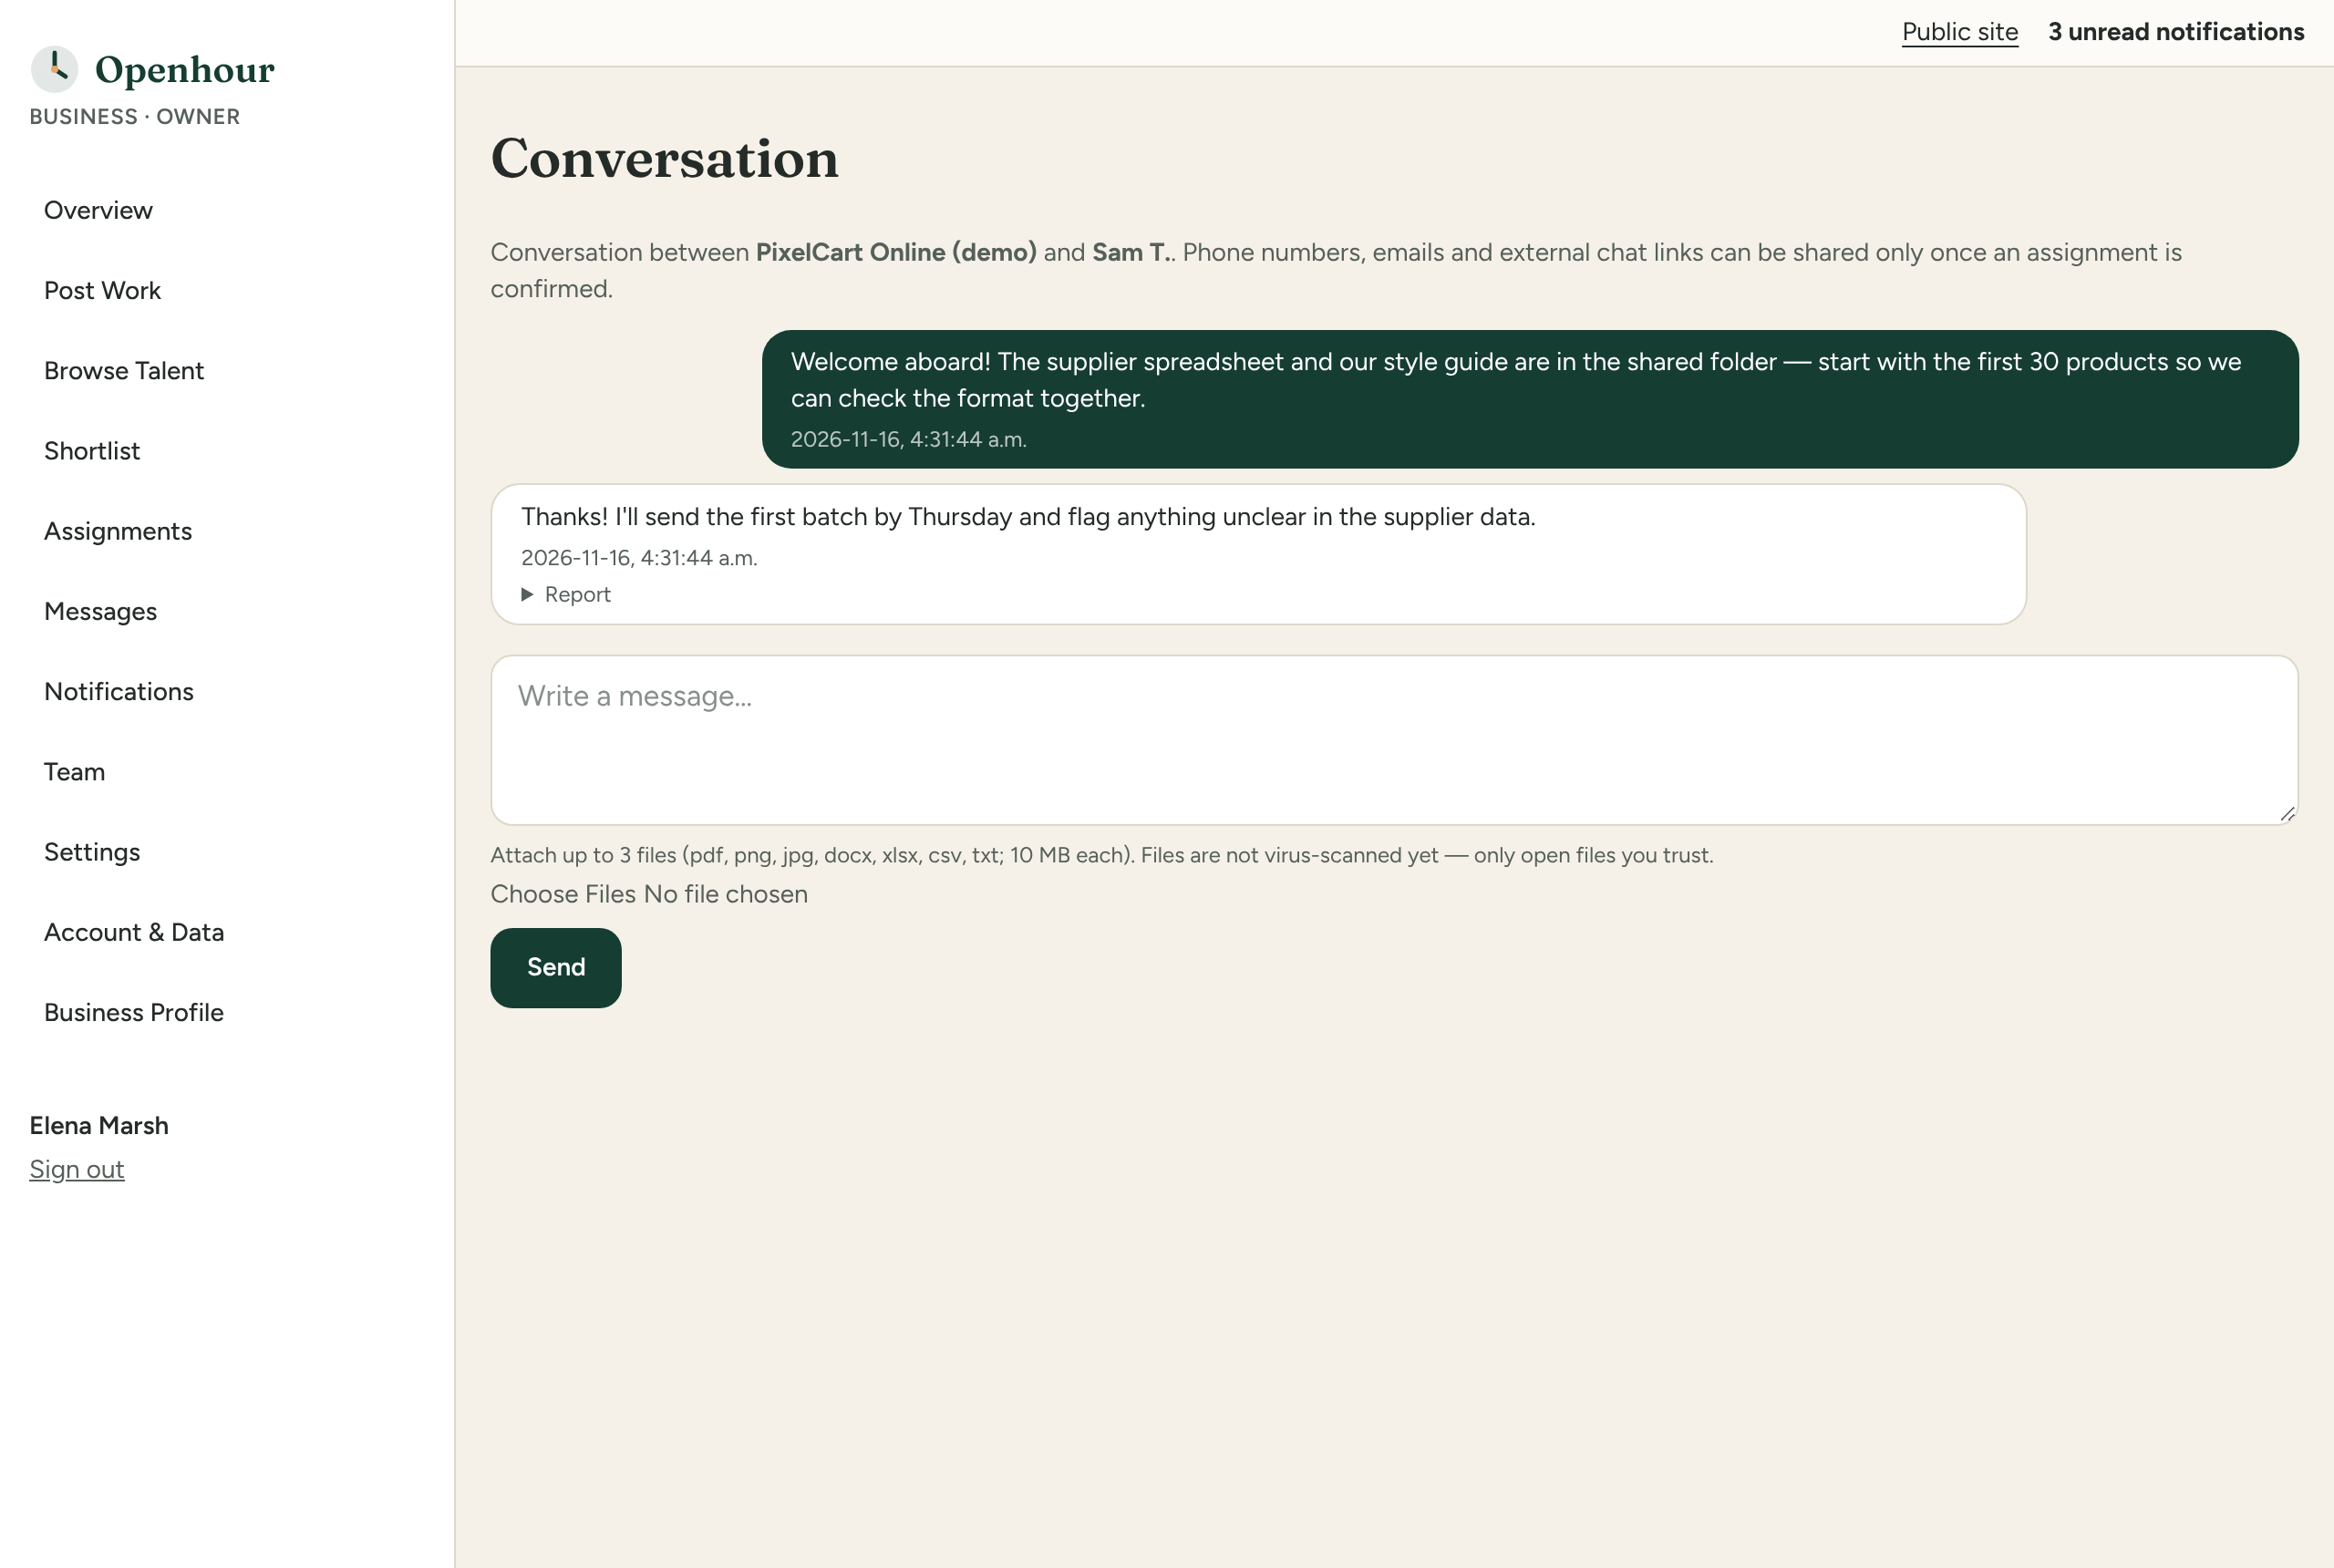 Openhour
BUSINESS · OWNER
Overview
Post Work
Browse Talent
Shortlist
Assignments
Messages
Notifications
Team
Settings
Account & Data
Business Profile
Elena Marsh
Sign out
Public site 3 unread notifications
Conversation
Conversation between PixelCart Online (demo) and Sam T.. Phone numbers, emails and external chat links can be shared only once an assignment is
confirmed.
Welcome aboard! The supplier spreadsheet and our style guide are in the shared folder — start with the first 30 products so we
can check the format together.
2026-11-16, 4:31:44 a.m.
Thanks! I'll send the first batch by Thursday and flag anything unclear in the supplier data.
2026-11-16, 4:31:44 a.m.
Report
Write a message...
Attach up to 3 files (pdf, png, jpg, docx, xlsx, csv, txt; 10 MB each). Files are not virus-scanned yet — only open files you trust.
Choose Files No file chosen
Send